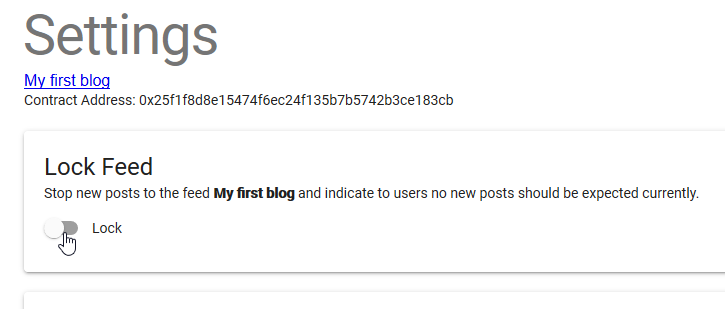 Settings
My first blog
Contract Address: 0x25f1f8d8e15474f6ec24f135b7b5742b3ce183cb
Lock Feed
Stop new posts to the feed My first blog and indicate to users no new posts should be expected currently.
Lock